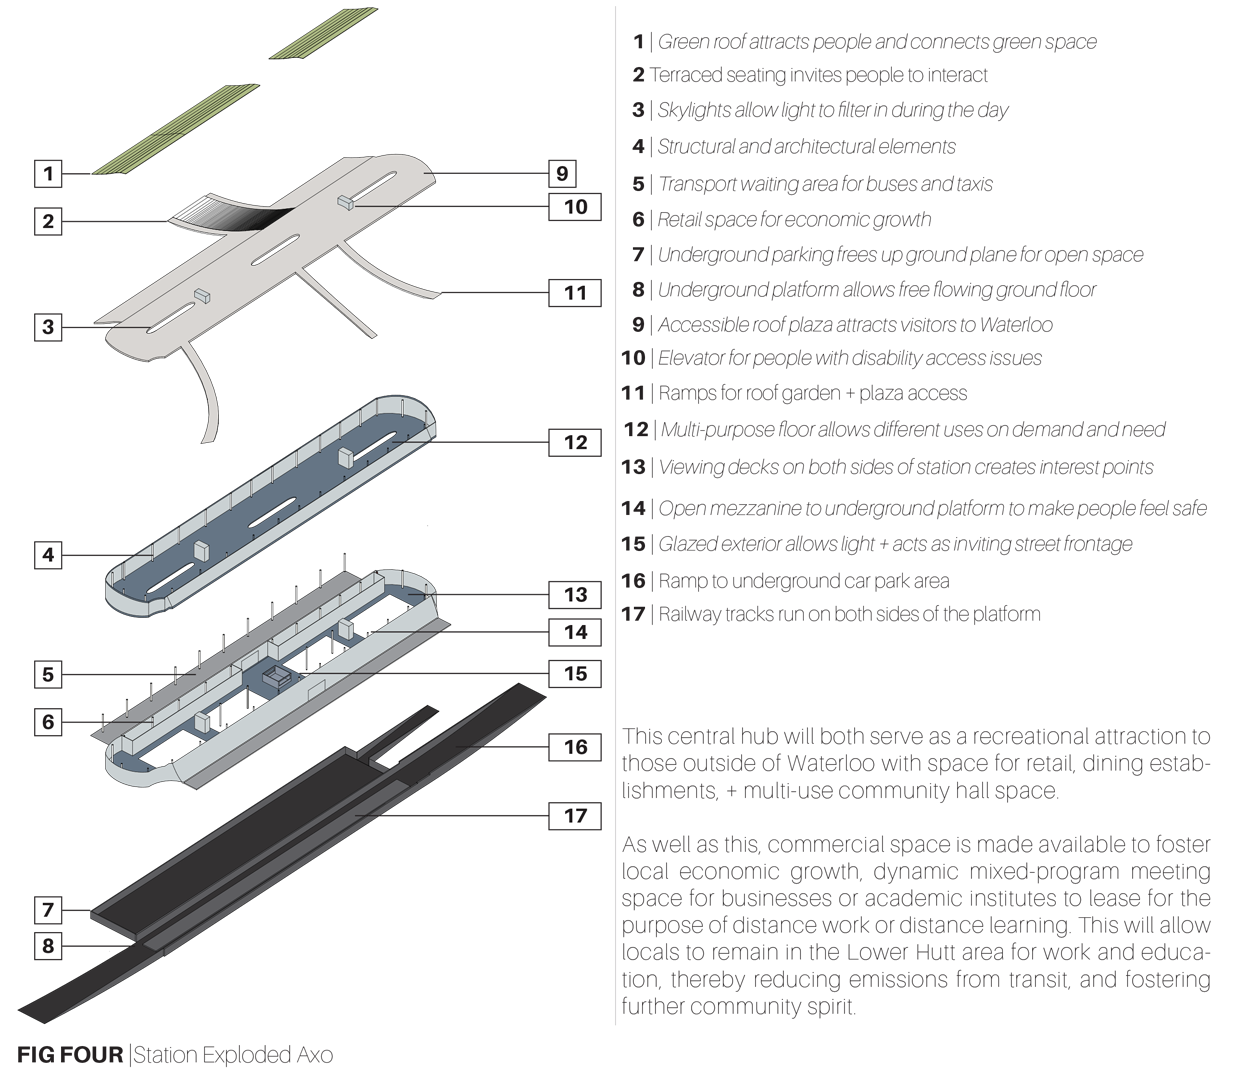 1 | Green roof attracts people and connects green space
2 Terraced seating invites people to interact
3 | Skylights allow light to filter in during the day
4 | Structural and architectural elements
5 | Transport waiting area for buses and taxis
6 | Retail space for economic growth
7 | Underground parking frees up ground plane for open space
8 | Underground platform allows free flowing ground floor
9 | Accessible roof plaza attracts visitors to Waterloo
10 | Elevator for people with disability access issues
11 | Ramps for roof garden + plaza access
12 | Multi-purpose floor allows different uses on demand and need
13 | Viewing decks on both sides of station creates interest points
14 | Open mezzanine to underground platform to make people feel safe
15 | Glazed exterior allows light + acts as inviting street frontage
16 | Ramp to underground car park area
17 | Railway tracks run on both sides of the platform
1
2
3
4
5
6
7
8
9
10
11
12
13
14
15
16
17
This central hub will both serve as a recreational attraction to
those outside of Waterloo with space for retail, dining estab-
lishments, + multi-use community hall space.
As well as this, commercial space is made available to foster
local economic growth, dynamic mixed-program meeting
space for businesses or academic institutes to lease for the
purpose of distance work or distance learning. This will allow
locals to remain in the Lower Hutt area for work and educa-
tion, thereby reducing emissions from transit, and fostering
further community spirit.
FIG FOUR | Station Exploded Axo